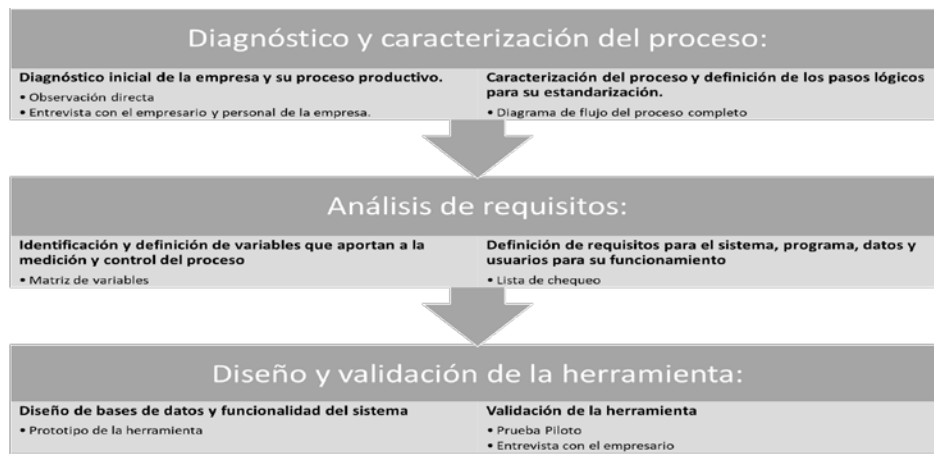 Diagnóstico y caracterización del proceso:
Diagnóstico inicial de la empresa y su proceso productivo.
• Observación directa
• Entrevista con el empresario y personal de la empresa.
Caracterización del proceso y definición de los pasos lógicos
para su estandarización.
• Diagrama de flujo del proceso completo
Análisis de requisitos:
Identificación y definición de variables que aportan a la
medición y control del proceso
• Matriz de variables
Definición de requisitos para el sistema, programa, datos y
usuarios para su funcionamiento
• Lista de chequeo
Diseño y validación de la herramienta:
Diseño de bases de datos y funcionalidad del sistema
• Prototipo de la herramienta
Validación de la herramienta
• Prueba Piloto
• Entrevista con el empresario